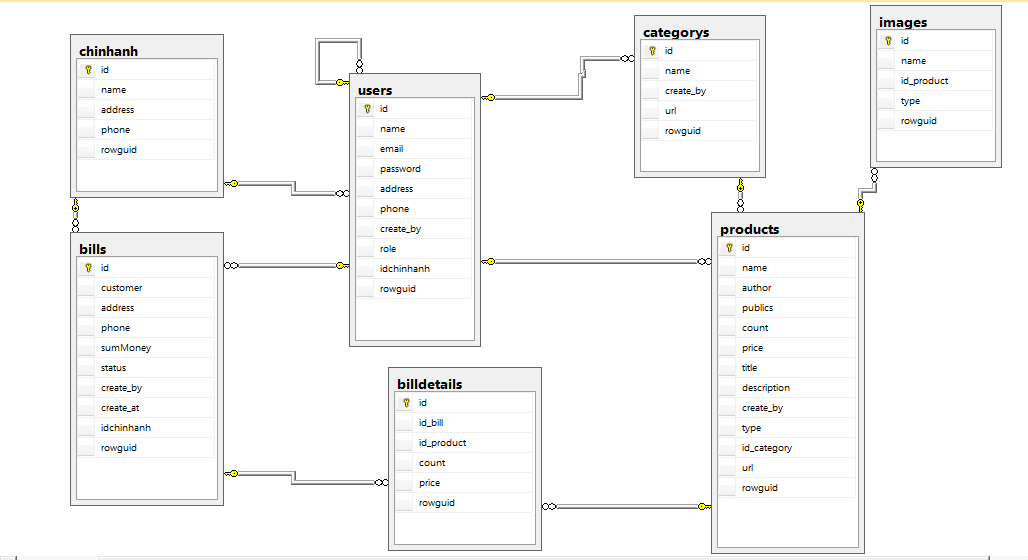 chinhanh
id
name
address
phone
rowguid
users
id
name
email
password
address
phone
create_by
role
idchinhanh
rowguid
categorys
id
name
create_by
url
rowguid
images
id
name
id_product
type
rowguid
bills
id
customer
address
phone
sumMoney
status
create_by
create_at
idchinhanh
rowguid
billdetails
id
id_bill
id_product
count
price
rowguid
products
id
name
author
publics
count
price
title
description
create_by
type
id_category
url
rowguid